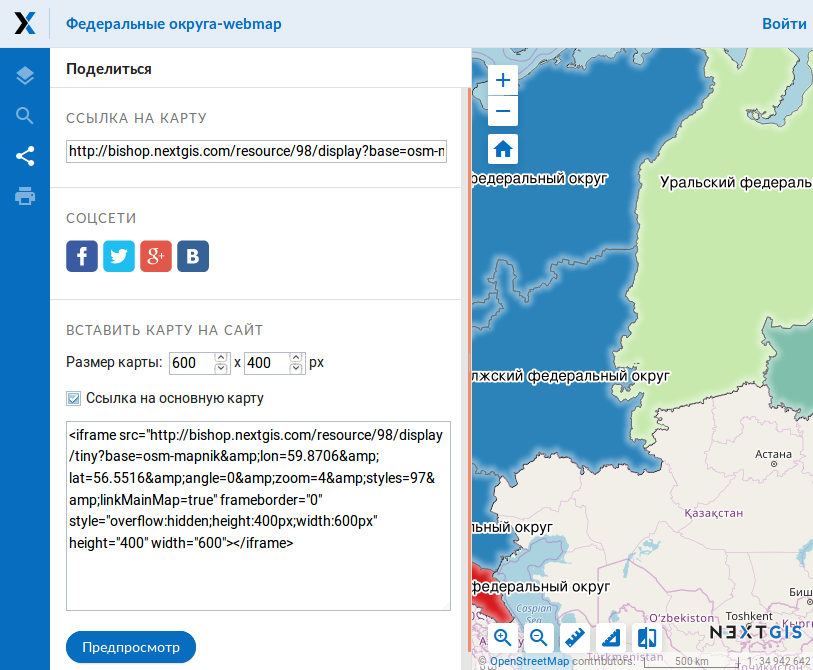 Федеральные округа-webmap
Войти
Поделиться
ССЫЛКА НА КАРТУ
http://bishop.nextgis.com/resource/98/display?base=osm-m
СОЦСЕТИ
f g+ B
ВСТАВИТЬ КАРТУ НА САЙТ
Размер карты: 600 x 400 px
Ссылка на основную карту
<iframe src="http://bishop.nextgis.com/resource/98/display
/tiny?base=osm-mapnik&amp;lon=59.8706&amp;
lat=56.5516&amp;angle=0&amp;zoom=4&amp;styles=97&
amp;linkMainMap=true" frameborder="0"
style="overflow:hidden;height:400px;width:600px"
height="400" width="600"></iframe>
Предпросмотр
+
−
федеральный округ
Уральский федераль
лжский федеральный округ
Астана
Қазақстан
льный округ
федеральный округ
Caspian
Sea
Биш
Oʻzbekiston
Toshkent
NEXTGIS
Türkmenistan
© OpenStreetMap contributors.
500 km
1 : 34 942 642